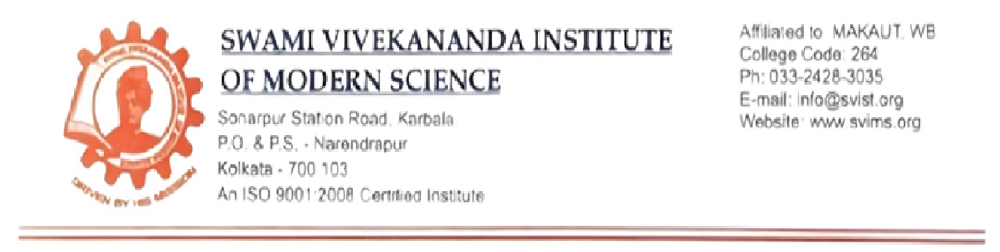 SWAMI VIVEKANANDA INSTITUTE
OF MODERN SCIENCE
Sonarpur Station Road, Karbala,
P.O. & P.S. - Narendrapur
Kolkata - 700 103
An ISO 9001:2008 Certified Institute
Affiliated to MAKAUT, WB
College Code: 264
Ph: 033-2428-3035
E-mail: info@svist.org
Website: www.svims.org
DRIVEN BY HIS MISSION